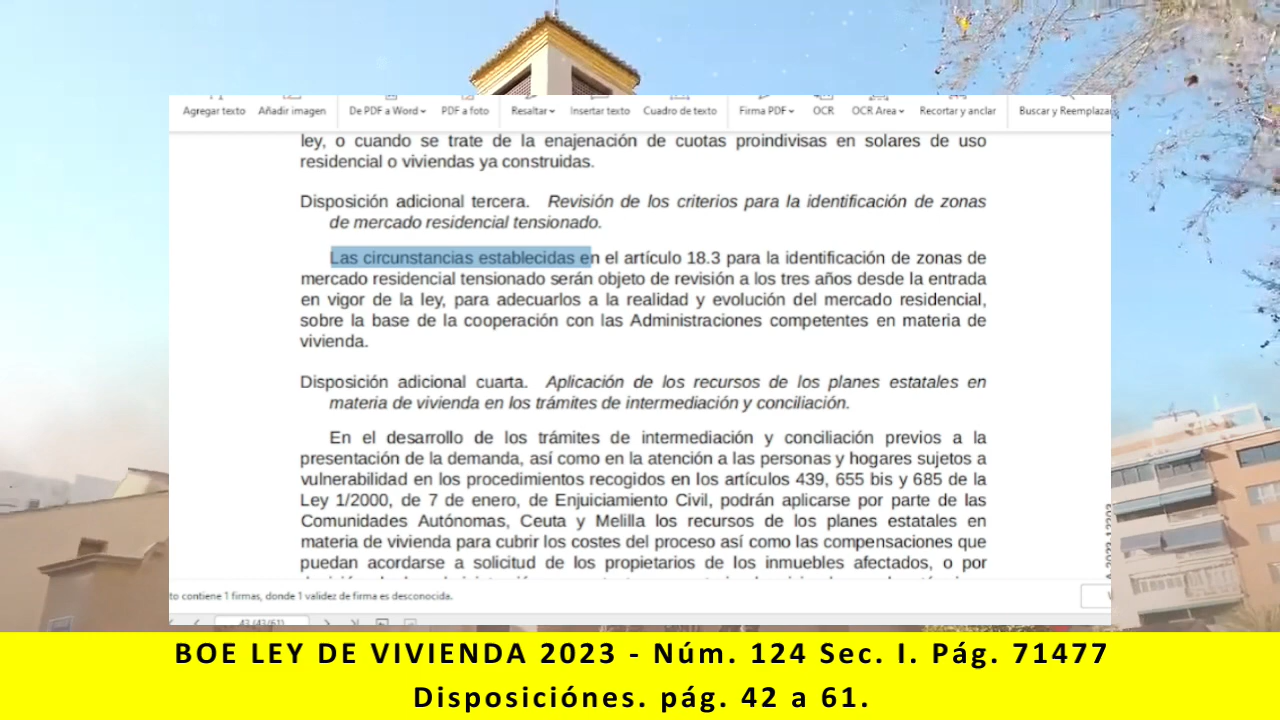 Agregar texto Añadir imagen De PDF a Word PDF a foto Resaltar Insertar texto Cuadro de texto Firma PDF OCR OCR Area Recortar y anclar Buscar y Reemplazar
ley, o cuando se trate de la enajenación de cuotas proindivisas en solares de uso
residencial o viviendas ya construidas.
Disposición adicional tercera. Revisión de los criterios para la identificación de zonas
de mercado residencial tensionado.
Las circunstancias establecidas en el artículo 18.3 para la identificación de zonas de
mercado residencial tensionado serán objeto de revisión a los tres años desde la entrada
en vigor de la ley, para adecuarlos a la realidad y evolución del mercado residencial,
sobre la base de la cooperación con las Administraciones competentes en materia de
vivienda.
Disposición adicional cuarta. Aplicación de los recursos de los planes estatales en
materia de vivienda en los trámites de intermediación y conciliación.
En el desarrollo de los trámites de intermediación y conciliación previos a la
presentación de la demanda, así como en la atención a las personas y hogares sujetos a
vulnerabilidad en los procedimientos recogidos en los artículos 439, 655 bis y 685 de la
Ley 1/2000, de 7 de enero, de Enjuiciamiento Civil, podrán aplicarse por parte de las
Comunidades Autónomas, Ceuta y Melilla los recursos de los planes estatales en
materia de vivienda para cubrir los costes del proceso así como las compensaciones que
puedan acordarse a solicitud de los propietarios de los inmuebles afectados, o por
to contiene 1 firmas, donde 1 validez de firma es desconocida.
43 (43/61)
BOE LEY DE VIVIENDA 2023 - Núm. 124 Sec. I. Pág. 71477
Disposiciónes. pág. 42 a 61.